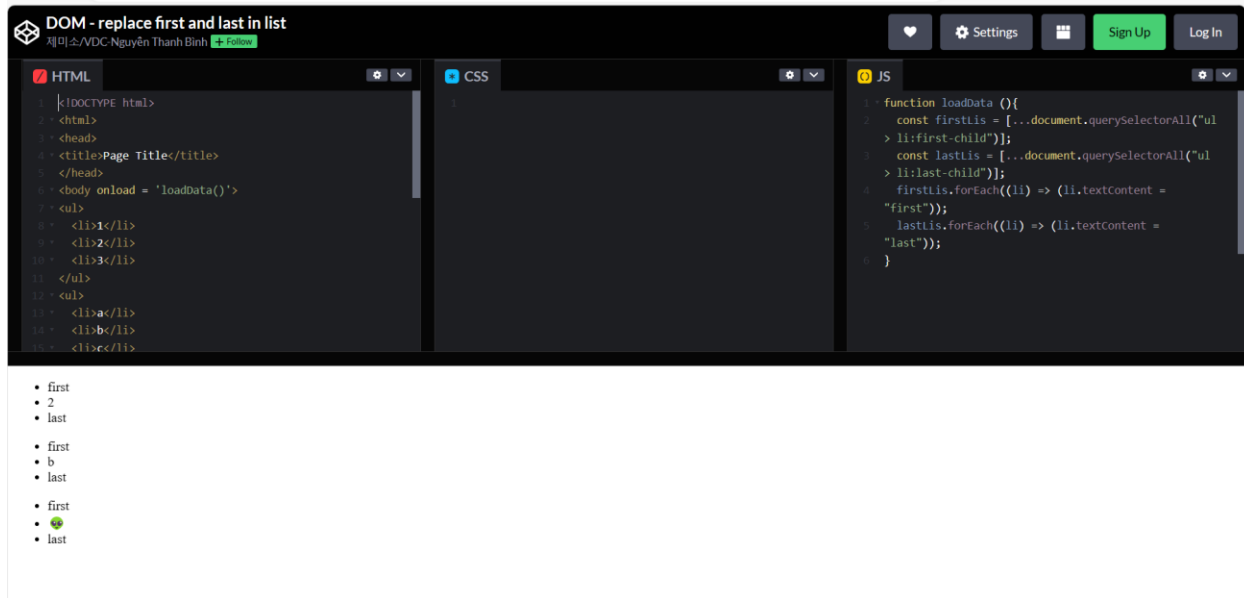 DOM - replace first and last in list
제미소/VDC-Nguyễn Thanh Bình + Follow
Settings
Sign Up
Log In
HTML
1 <!DOCTYPE html>
2 <html>
3 <head>
4 <title>Page Title</title>
5 </head>
6 <body onload = 'loadData()'>
7 <ul>
8 <li>1</li>
9 <li>2</li>
10 <li>3</li>
11 </ul>
12 <ul>
13 <li>a</li>
14 <li>b</li>
15 <li>c</li>
CSS
1
JS
1 function loadData (){
2 const firstLis = [...document.querySelectorAll("ul
> li:first-child")];
3 const lastLis = [...document.querySelectorAll("ul
> li:last-child")];
4 firstLis.forEach((li) => (li.textContent =
"first"));
5 lastLis.forEach((li) => (li.textContent =
"last"));
6 }
• first
• 2
• last
• first
• b
• last
• first
• 👽
• last